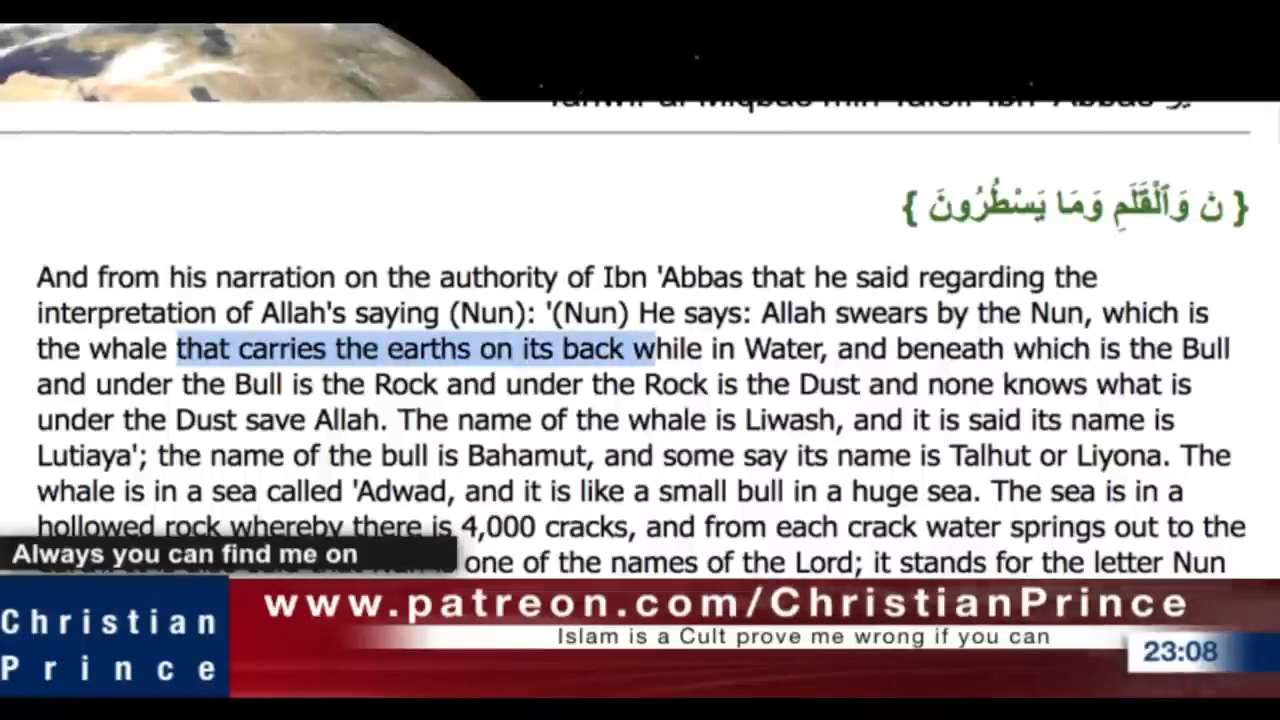 Tanwîr al-Miqbâs min Tafsîr Ibn 'Abbâs
{ نۤ وَٱلْقَلَمِ وَمَا يَسْطُرُونَ }
And from his narration on the authority of Ibn 'Abbas that he said regarding the
interpretation of Allah's saying (Nun): '(Nun) He says: Allah swears by the Nun, which is
the whale that carries the earths on its back while in Water, and beneath which is the Bull
and under the Bull is the Rock and under the Rock is the Dust and none knows what is
under the Dust save Allah. The name of the whale is Liwash, and it is said its name is
Lutiaya'; the name of the bull is Bahamut, and some say its name is Talhut or Liyona. The
whale is in a sea called 'Adwad, and it is like a small bull in a huge sea. The sea is in a
hollowed rock whereby there is 4,000 cracks, and from each crack water springs out to the
one of the names of the Lord; it stands for the letter Nun
Always you can find me on
Christian
Prince
www.patreon.com/ChristianPrince
Islam is a Cult prove me wrong if you can
23:08